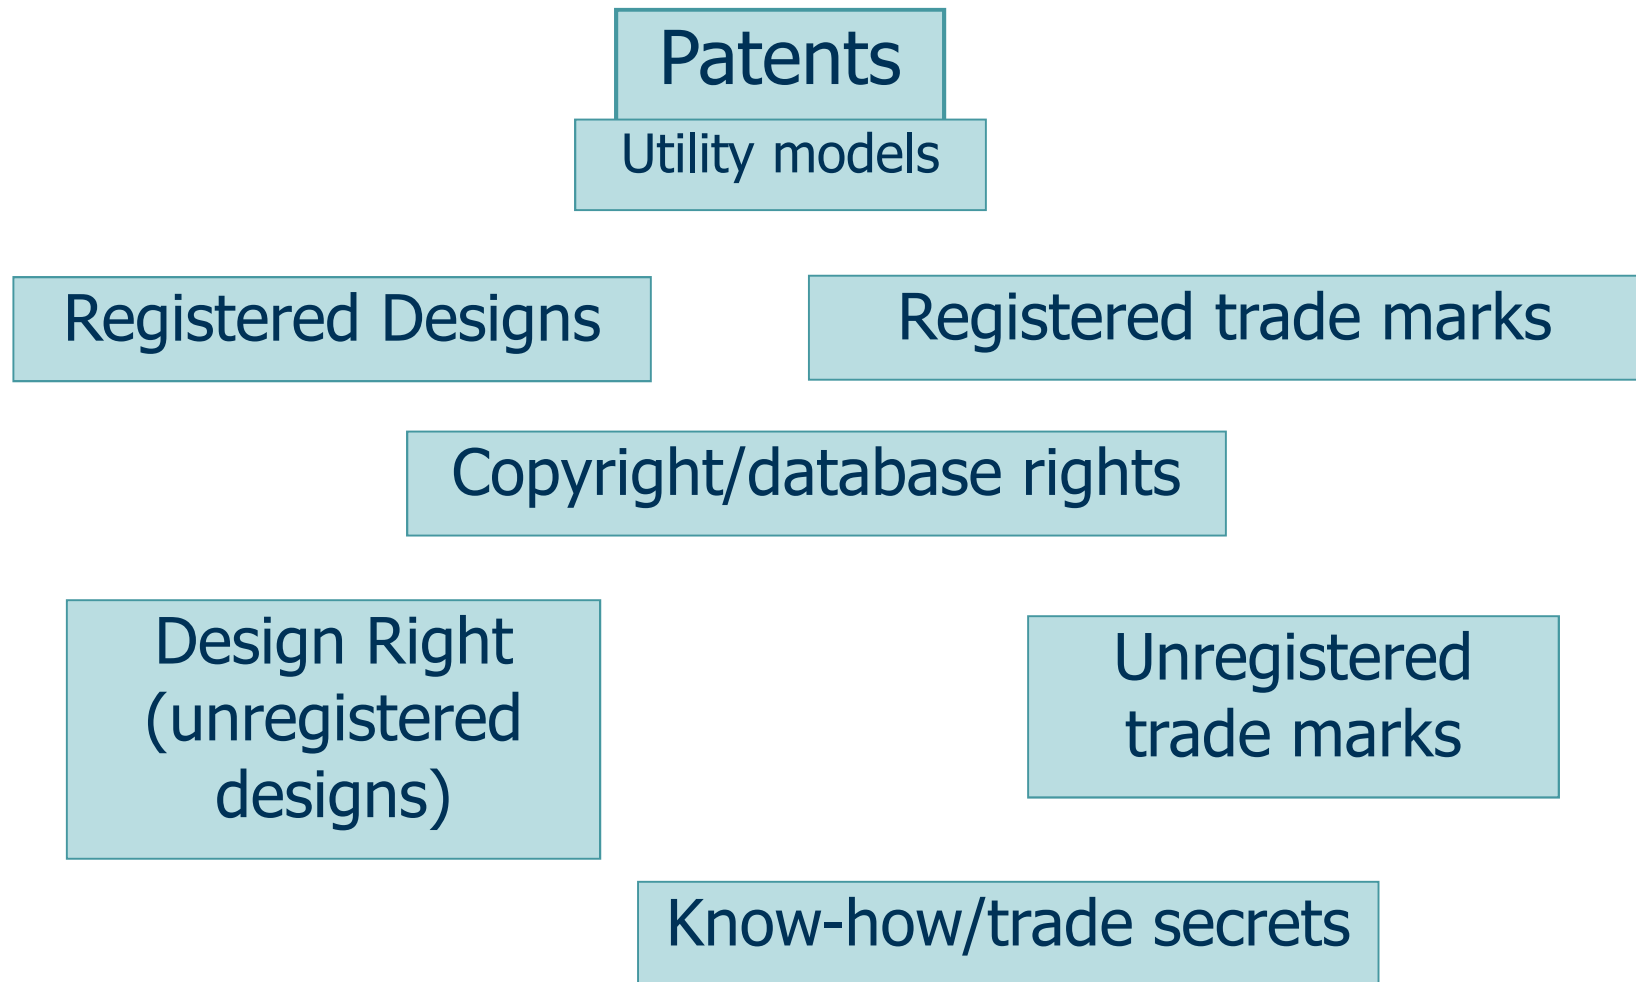 Patents
Utility models
Registered Designs
Registered trade marks
Copyright/database rights
Design Right
(unregistered
designs)
Unregistered
trade marks
Know-how/trade secrets